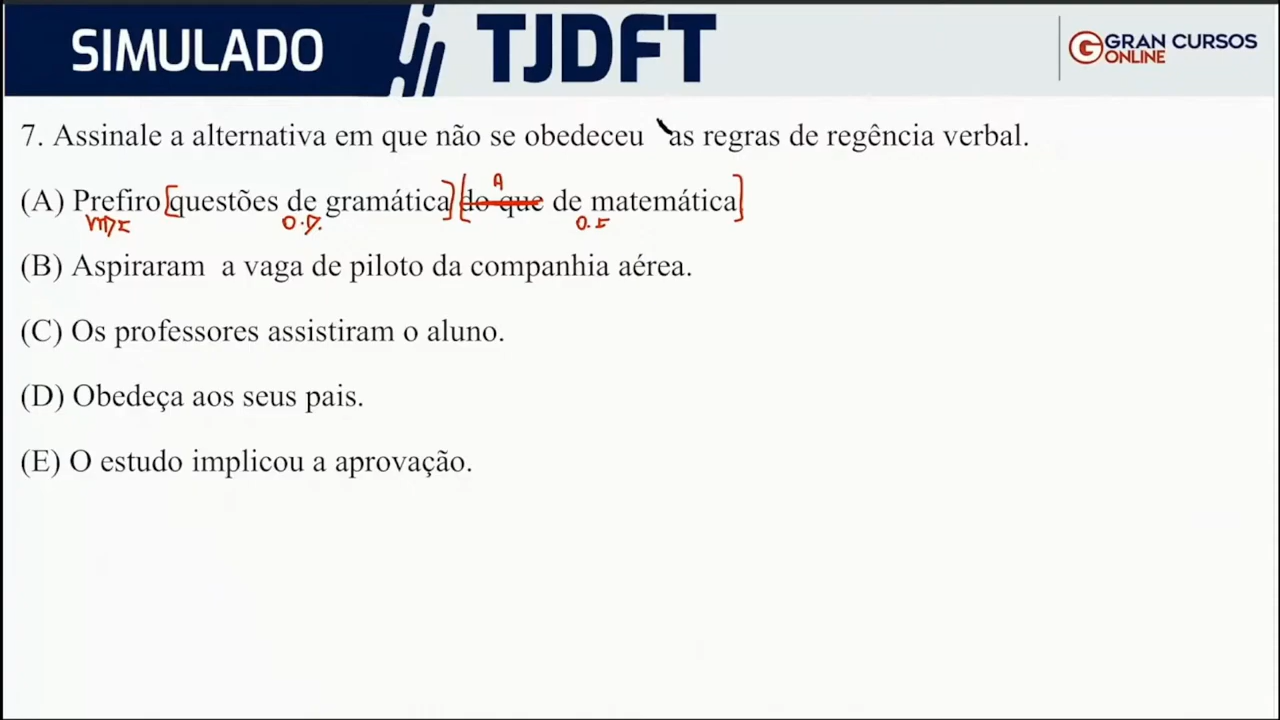 SIMULADO TJDFT GRAN CURSOS ONLINE
7. Assinale a alternativa em que não se obedeceu `as regras de regência verbal.
A
(A) Prefiro [questões de gramática] [do que de matemática]
VTDI O.D. O.I
(B) Aspiraram a vaga de piloto da companhia aérea.
(C) Os professores assistiram o aluno.
(D) Obedeça aos seus pais.
(E) O estudo implicou a aprovação.